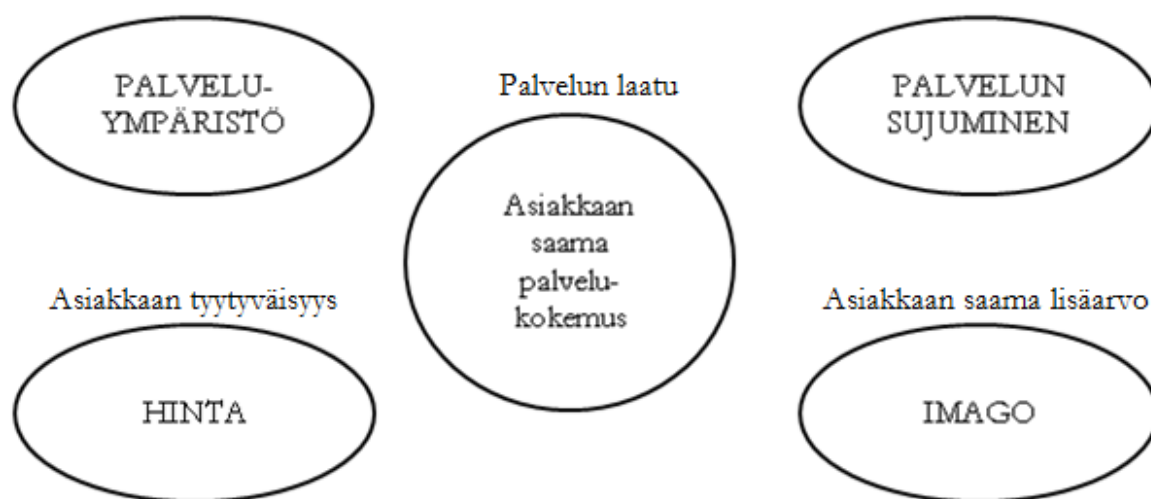 PALVELU-
YMPÄRISTÖ
Palvelun laatu
PALVELUN
SUJUMINEN
Asiakkaan
saama
palvelu-
kokemus
Asiakkaan tyytyväisyys
Asiakkaan saama lisäarvo
HINTA
IMAGO